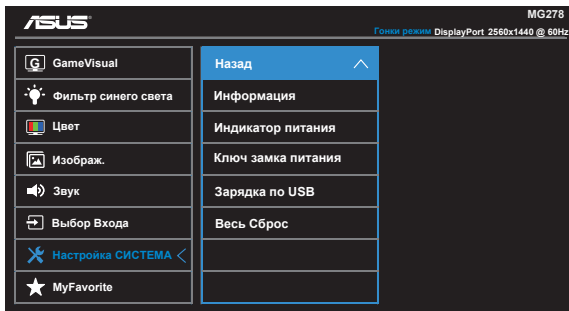 ASUS
MG278
Гонки режим DisplayPort 2560x1440 @ 60Hz
G GameVisual
Фильтр синего света
Цвет
Изображ.
Звук
Выбор Входа
Настройка СИСТЕМА
MyFavorite
Назад
Информация
Индикатор питания
Ключ замка питания
Зарядка по USB
Весь Сброс